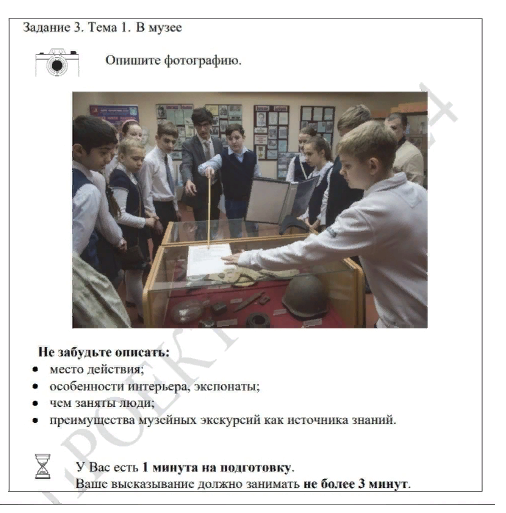 Задание 3. Тема 1. В музее
Опишите фотографию.
Не забудьте описать:
• место действия;
• особенности интерьера, экспонаты;
• чем заняты люди;
• преимущества музейных экскурсий как источника знаний.
У Вас есть 1 минута на подготовку.
Ваше высказывание должно занимать не более 3 минут.
ПРОЕКТ